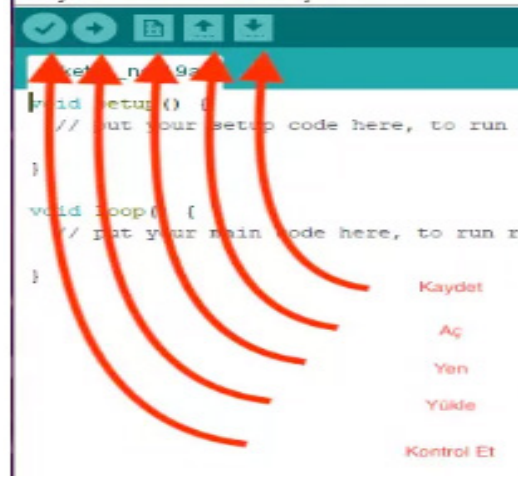 void setup() {
// put your setup code here, to run
}
void loop() {
// put your main code here, to run
}
Kaydet
Aç
Yen
Yükle
Kontrol Et